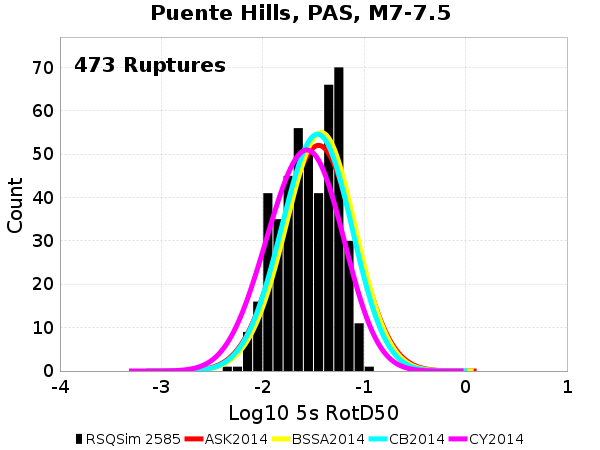 Puente Hills, PAS, M7-7.5
473 Ruptures
Count
70
60
50
40
30
20
10
0
-4 -3 -2 -1 0 1
Log10 5s RotD50
RSQSim 2585 ASK2014 BSSA2014 CB2014 CY2014